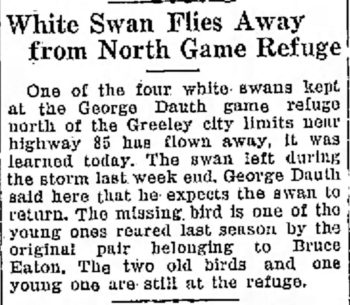 White Swan Flies Away
from North Game Refuge
One of the four white swans kept
at the George Dauth game refuge
north of the Greeley city limits near
highway 85 has flown away, it was
learned today. The swan left during
the storm last week end. George Dauth
said here that he expects the swan to
return. The missing bird is one of the
young ones reared last season by the
original pair belonging to Bruce
Eaton. The two old birds and one
young one are still at the refuge.